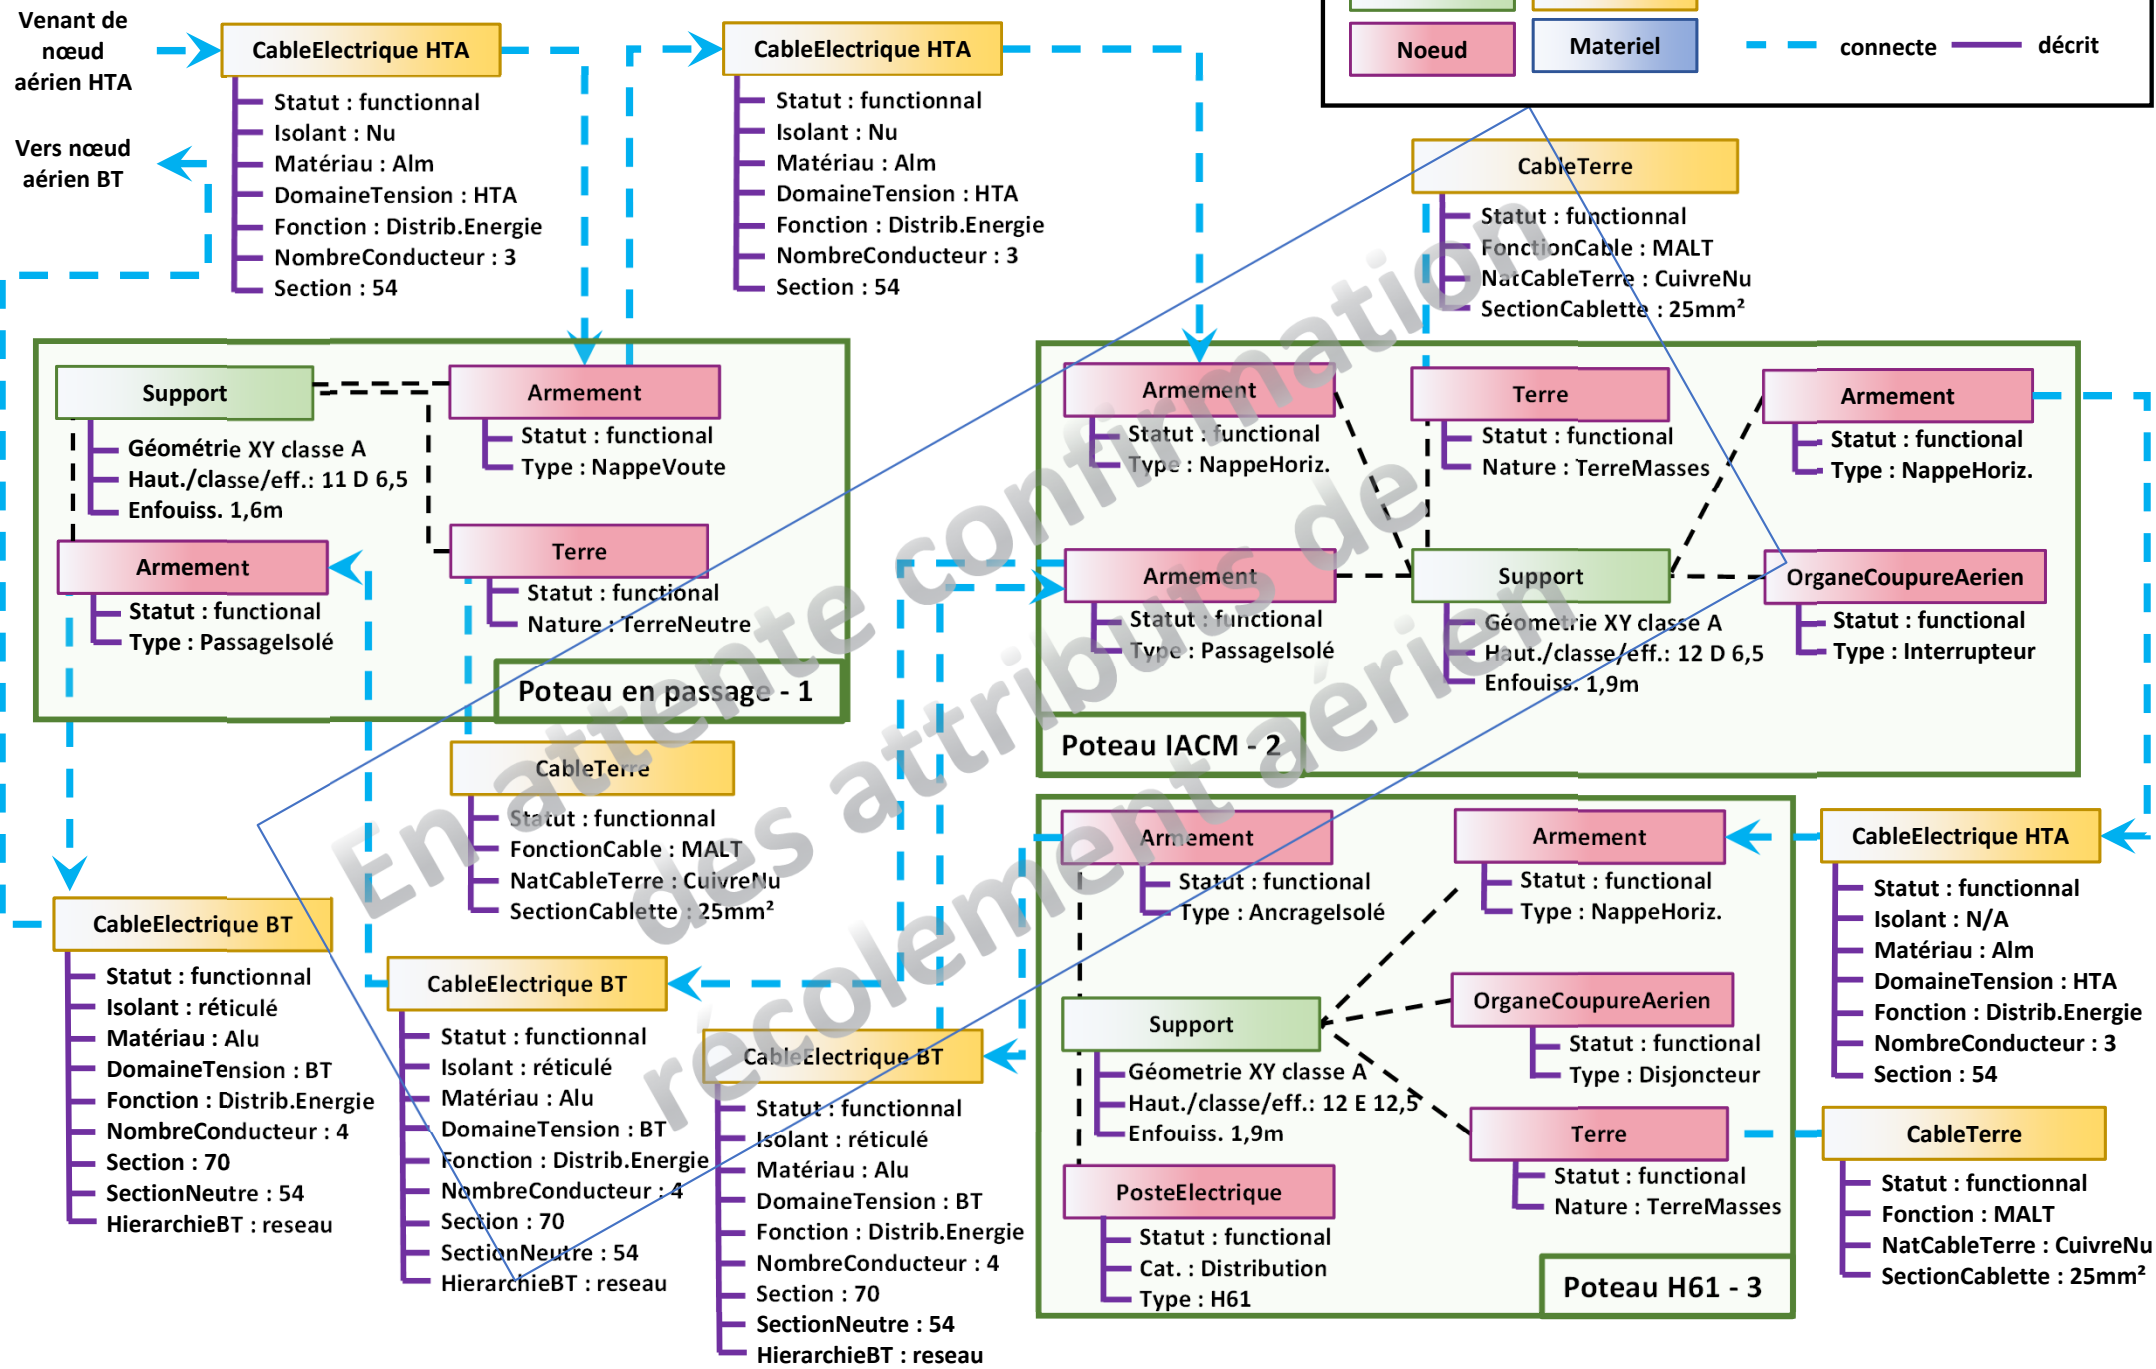 Venant de
nœud
aérien HTA
Vers nœud
aérien BT
CableElectrique HTA
Statut : functionnal
Isolant : Nu
Matériau : Alm
DomaineTension : HTA
Fonction : Distrib.Energie
NombreConducteur : 3
Section : 54
CableElectrique HTA
Statut : functionnal
Isolant : Nu
Matériau : Alm
DomaineTension : HTA
Fonction : Distrib.Energie
NombreConducteur : 3
Section : 54
Noeud
Materiel
connecte
décrit
CableTerre
Statut : functionnal
FonctionCable : MALT
NatCableTerre : CuivreNu
SectionCablette : 25mm²
Support
Géométrie XY classe A
Haut./classe/eff.: 11 D 6,5
Enfouiss. 1,6m
Armement
Statut : functional
Type : NappeVoute
Armement
Statut : functional
Type : PassageIsolé
Terre
Statut : functional
Nature : TerreNeutre
Poteau en passage - 1
Armement
Statut : functional
Type : NappeHoriz.
Terre
Statut : functional
Nature : TerreMasses
Armement
Statut : functional
Type : NappeHoriz.
Armement
Statut : functional
Type : PassageIsolé
Support
Géometrie XY classe A
Haut./classe/eff.: 12 D 6,5
Enfouiss. 1,9m
OrganeCoupureAerien
Statut : functional
Type : Interrupteur
Poteau IACM - 2
CableTerre
Statut : functionnal
FonctionCable : MALT
NatCableTerre : CuivreNu
SectionCablette : 25mm²
CableElectrique BT
Statut : functionnal
Isolant : réticulé
Matériau : Alu
DomaineTension : BT
Fonction : Distrib.Energie
NombreConducteur : 4
Section : 70
SectionNeutre : 54
HierarchieBT : reseau
CableElectrique BT
Statut : functionnal
Isolant : réticulé
Matériau : Alu
DomaineTension : BT
Fonction : Distrib.Energie
NombreConducteur : 4
Section : 70
SectionNeutre : 54
HierarchieBT : reseau
CableElectrique BT
Statut : functionnal
Isolant : réticulé
Matériau : Alu
DomaineTension : BT
Fonction : Distrib.Energie
NombreConducteur : 4
Section : 70
SectionNeutre : 54
HierarchieBT : reseau
Armement
Statut : functional
Type : AncrageIsolé
Armement
Statut : functional
Type : NappeHoriz.
Support
Géometrie XY classe A
Haut./classe/eff.: 12 E 12,5
Enfouiss. 1,9m
OrganeCoupureAerien
Statut : functional
Type : Disjoncteur
Terre
Statut : functional
Nature : TerreMasses
PosteElectrique
Statut : functional
Cat. : Distribution
Type : H61
Poteau H61 - 3
CableElectrique HTA
Statut : functionnal
Isolant : N/A
Matériau : Alm
DomaineTension : HTA
Fonction : Distrib.Energie
NombreConducteur : 3
Section : 54
CableTerre
Statut : functionnal
Fonction : MALT
NatCableTerre : CuivreNu
SectionCablette : 25mm²
En attente confirmation
des attributs de
récolement aérien